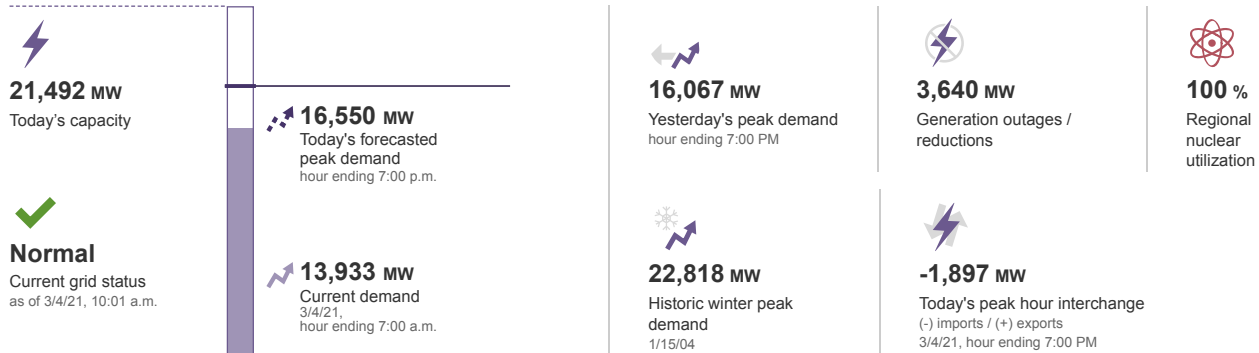 21,492 MW
Today's capacity
Normal
Current grid status
as of 3/4/21, 10:01 a.m.
16,550 MW
Today's forecasted
peak demand
hour ending 7:00 p.m.
13,933 MW
Current demand
3/4/21,
hour ending 7:00 a.m.
16,067 MW
Yesterday's peak demand
hour ending 7:00 PM
3,640 MW
Generation outages /
reductions
100 %
Regional
nuclear
utilization
22,818 MW
Historic winter peak
demand
1/15/04
-1,897 MW
Today's peak hour interchange
(-) imports / (+) exports
3/4/21, hour ending 7:00 PM